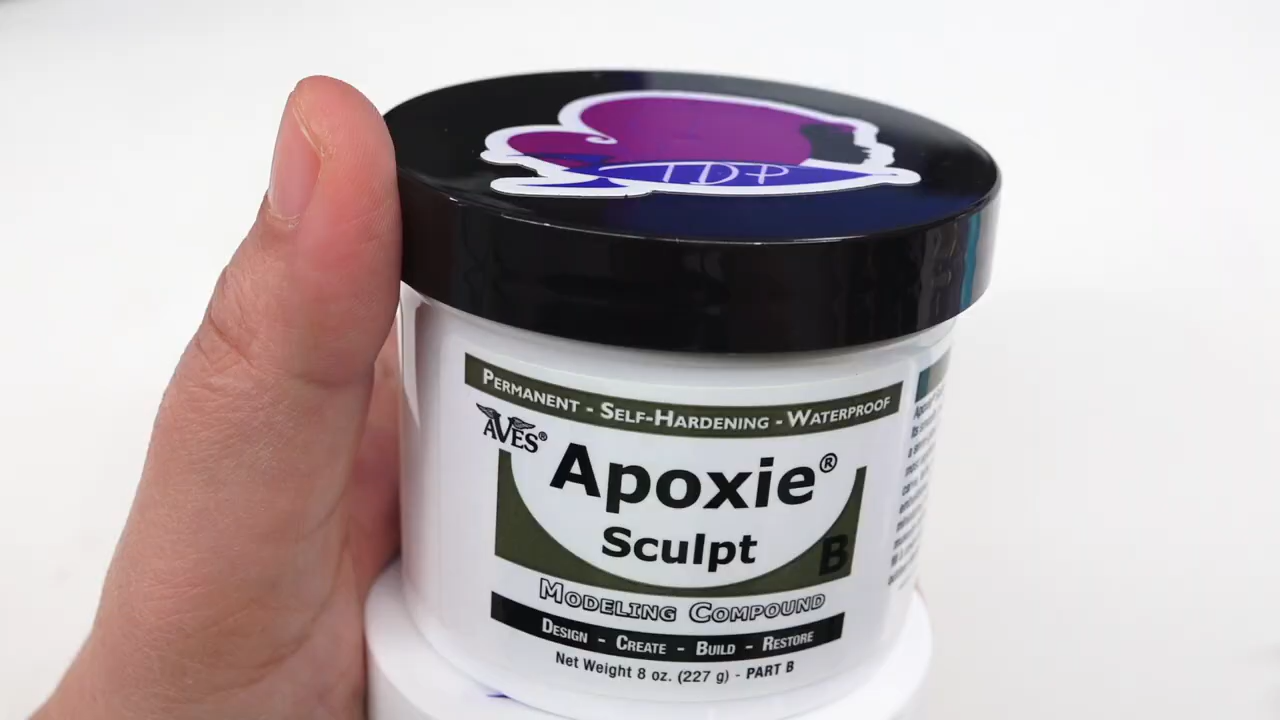 TDP
PERMANENT - SELF-HARDENING - WATERPROOF
AVES®
Apoxie®
Sculpt
B
MODELING COMPOUND
DESIGN - CREATE - BUILD - RESTORE
Net Weight 8 oz. (227 g) - PART B